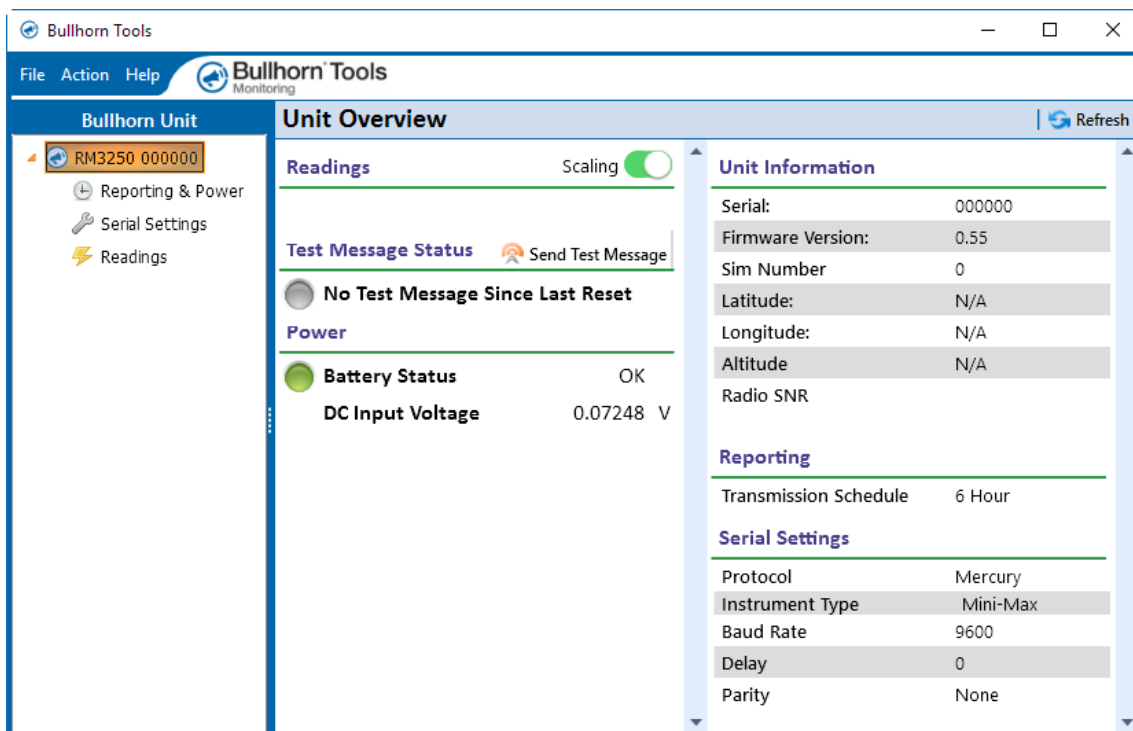 Bullhorn Tools
File Action Help
Bullhorn® Tools
Monitoring
Bullhorn Unit
RM3250 000000
Reporting & Power
Serial Settings
Readings
Unit Overview
Refresh
Readings
Scaling
Test Message Status
Send Test Message
No Test Message Since Last Reset
Power
Battery Status OK
DC Input Voltage 0.07248 V
Unit Information
Serial: 000000
Firmware Version: 0.55
Sim Number 0
Latitude: N/A
Longitude: N/A
Altitude N/A
Radio SNR
Reporting
Transmission Schedule 6 Hour
Serial Settings
Protocol Mercury
Instrument Type Mini-Max
Baud Rate 9600
Delay 0
Parity None